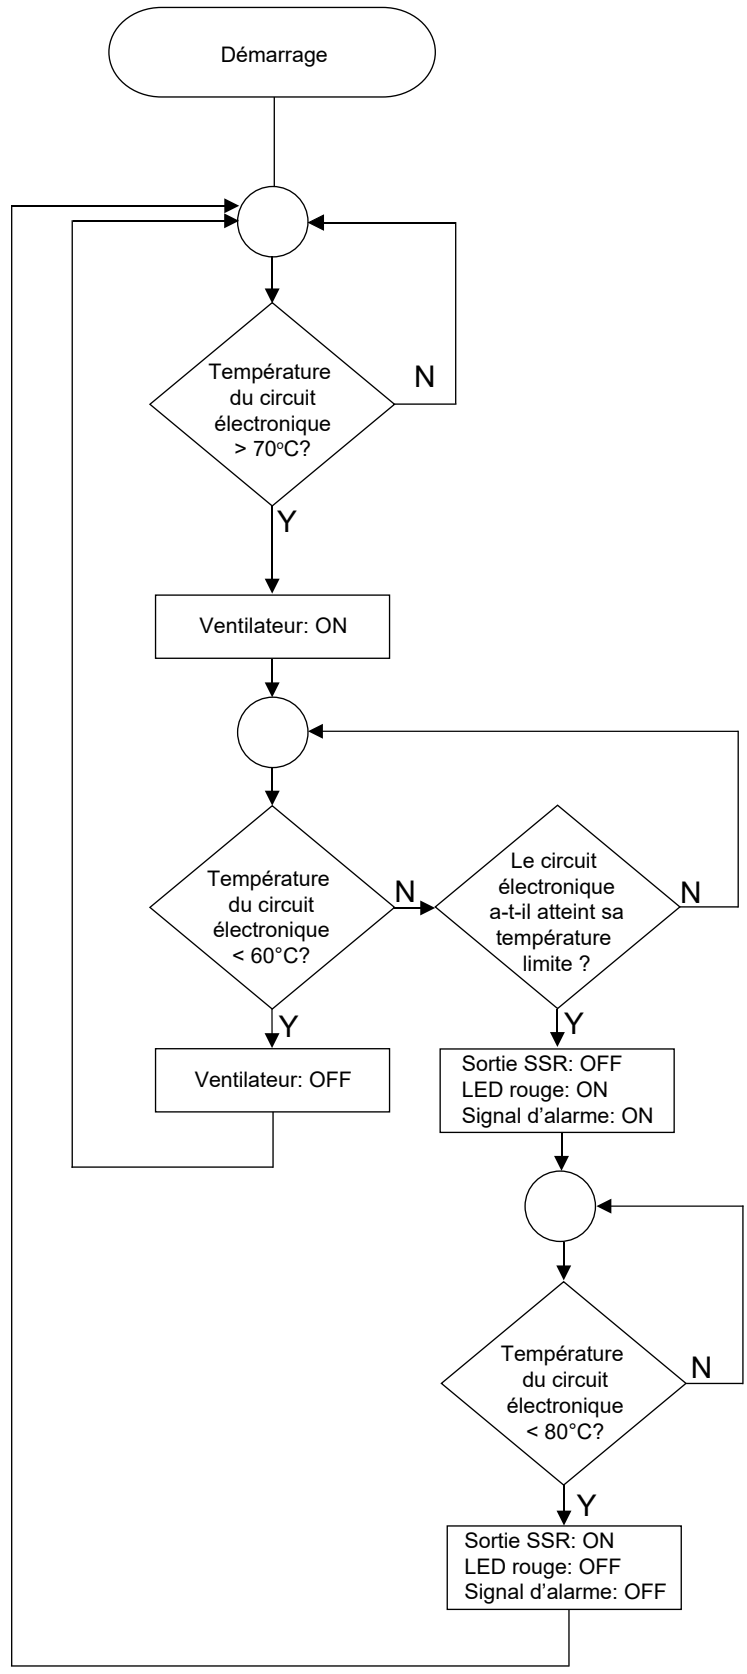 Démarrage
Température
du circuit
électronique
> 70°C?
N
Y
Ventilateur: ON
Température
du circuit
électronique
< 60°C?
N
Le circuit
électronique
a-t-il atteint sa
température
limite ?
N
Y
Ventilateur: OFF
Y
Sortie SSR: OFF
LED rouge: ON
Signal d'alarme: ON
Température
du circuit
électronique
< 80°C?
N
Y
Sortie SSR: ON
LED rouge: OFF
Signal d'alarme: OFF